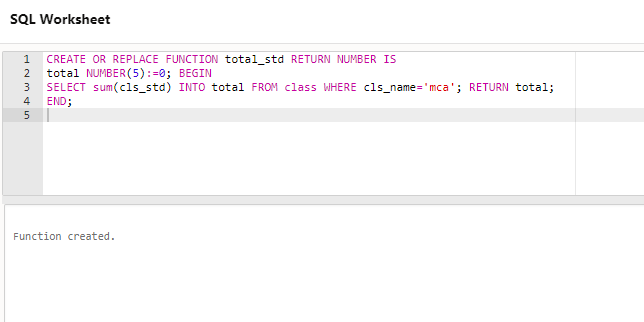 SQL Worksheet
1 CREATE OR REPLACE FUNCTION total_std RETURN NUMBER IS
2 total NUMBER(5):=0; BEGIN
3 SELECT sum(cls_std) INTO total FROM class WHERE cls_name='mca'; RETURN total;
4 END;
5
Function created.